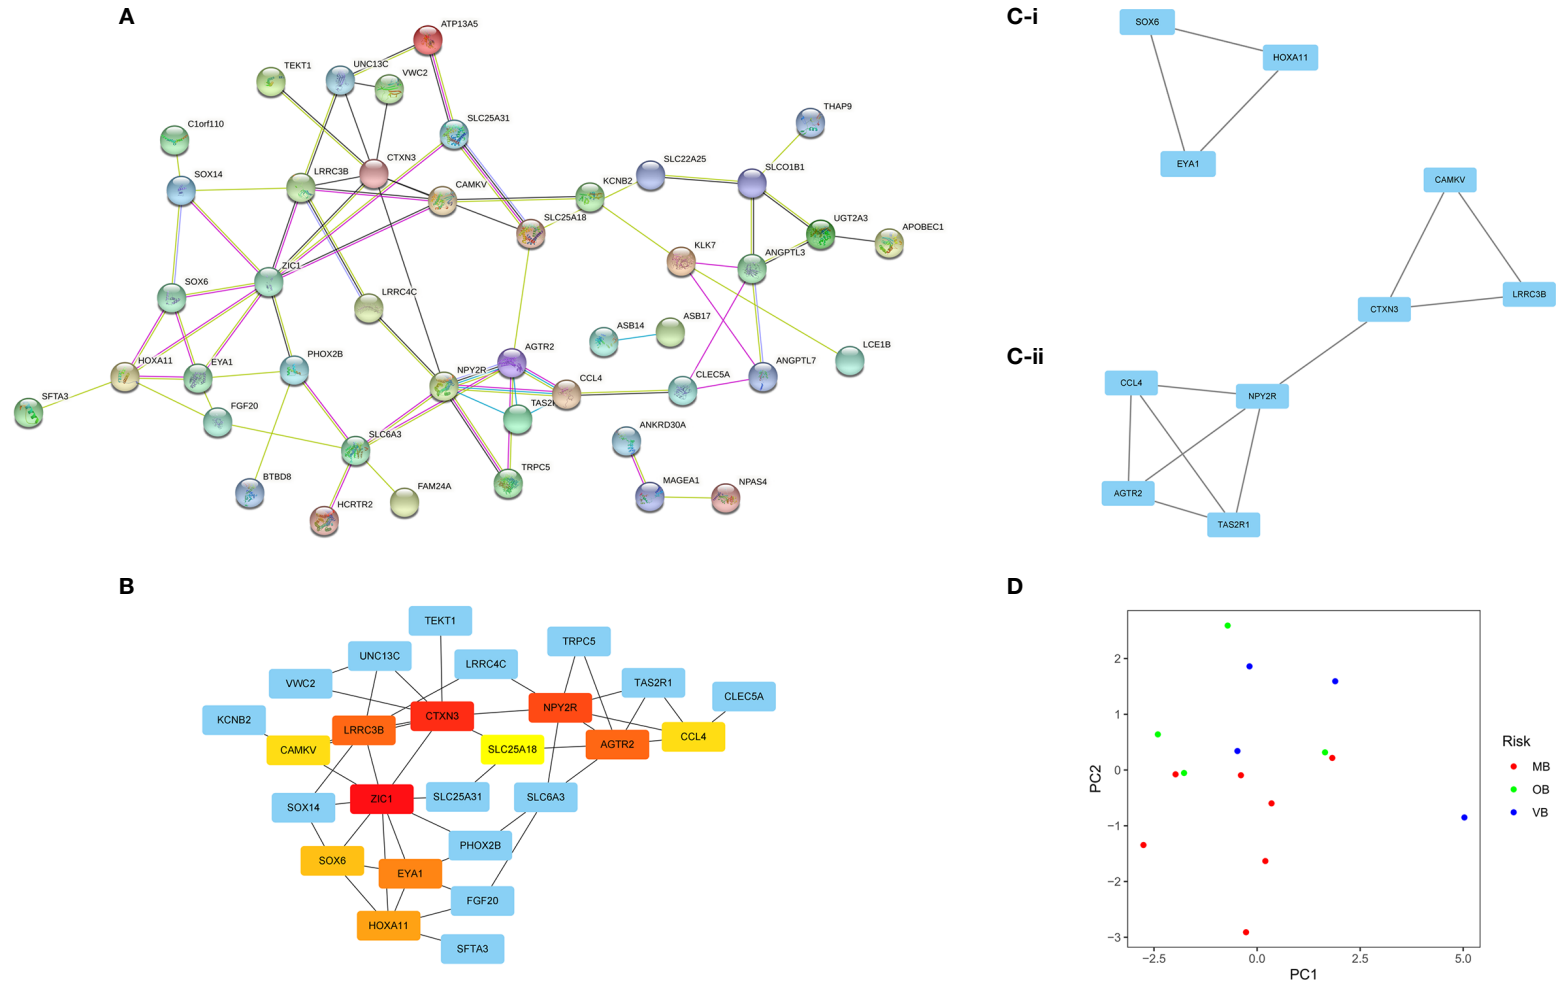 A
ATP13A5
TEKT1
UNC13C
VWC2
C1orf110
SLC25A31
THAP9
SOX14
LRRC3B
CTXN3
CAMKV
KCNB2
SLC22A25
SLCO1B1
SLC25A18
UGT2A3
APOBEC1
KLK7
ANGPTL3
ZIC1
SOX6
LRRC4C
ASB14
ASB17
LCE1B
HOXA11
EYA1
PHOX2B
NPY2R
AGTR2
CCL4
CLEC5A
ANGPTL7
SFTA3
FGF20
SLC6A3
ANKRD30A
BTBD8
HCRTR2
FAM24A
TRPC5
MAGEA1
NPAS4
B
TEKT1
UNC13C
LRRC4C
TRPC5
VWC2
TAS2R1
CLEC5A
KCNB2
LRRC3B
CTXN3
NPY2R
CAMKV
SLC25A18
AGTR2
CCL4
SOX14
ZIC1
SLC25A31
SLC6A3
SOX6
EYA1
PHOX2B
HOXA11
FGF20
SFTA3
C-i
SOX6
HOXA11
EYA1
C-ii
CAMKV
LRRC3B
CTXN3
CCL4
NPY2R
AGTR2
TAS2R1
D
2
1
0
−1
−2
−3
PC2
−2.5
0.0
2.5
5.0
PC1
Risk
MB
OB
VB